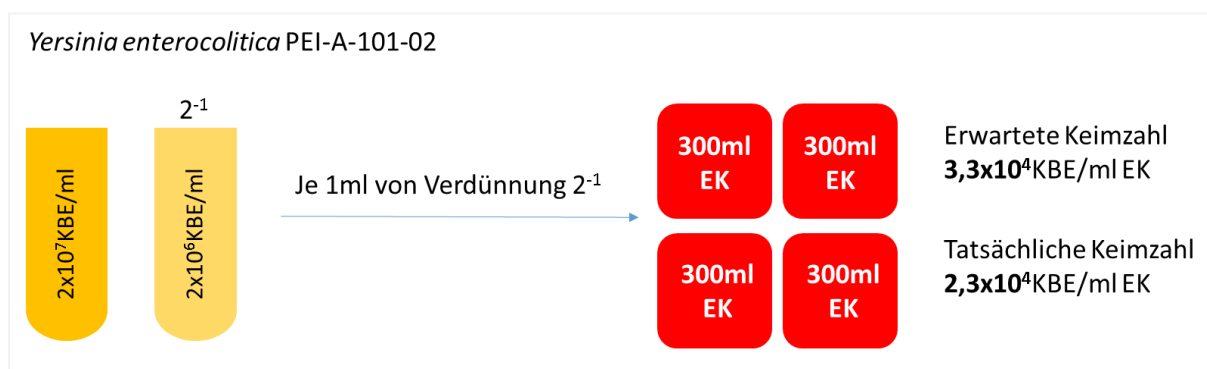 Yersinia enterocolitica PEI-A-101-02
2⁻¹
2x10⁷KBE/ml
2x10⁶KBE/ml
Je 1ml von Verdünnung 2⁻¹
300ml
EK
300ml
EK
300ml
EK
300ml
EK
Erwartete Keimzahl
3,3x10⁴KBE/ml EK
Tatsächliche Keimzahl
2,3x10⁴KBE/ml EK